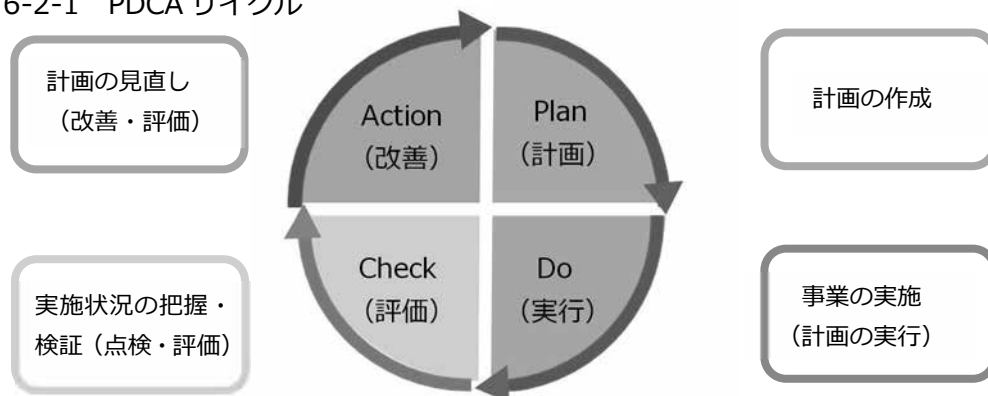 6-2-1 PDCA サイクル
計画の見直し
（改善・評価）
Action
（改善）
Plan
（計画）
計画の作成
実施状況の把握・
検証（点検・評価）
Check
（評価）
Do
（実行）
事業の実施
（計画の実行）